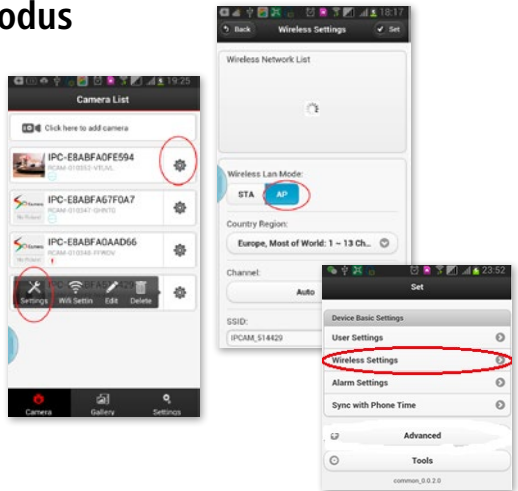 odus
19:25
Camera List
Click here to add camera
IPC-E8ABFA0FE594
IPC-E8ABFA67F0A7
IPC-E8ABFA0AAD66
Settings Wifi Settin Edit Delete
Camera Gallery Settings
18:17
Back Wireless Settings Set
Wireless Network List
Wireless Lan Mode:
STA AP
Country Region:
Europe, Most of World: 1 ~ 13 Ch...
Channel:
Auto
SSID:
IPCAM_514429
23:52
Set
Device Basic Settings
User Settings
Wireless Settings
Alarm Settings
Sync with Phone Time
Advanced
Tools
common_0.0.2.0